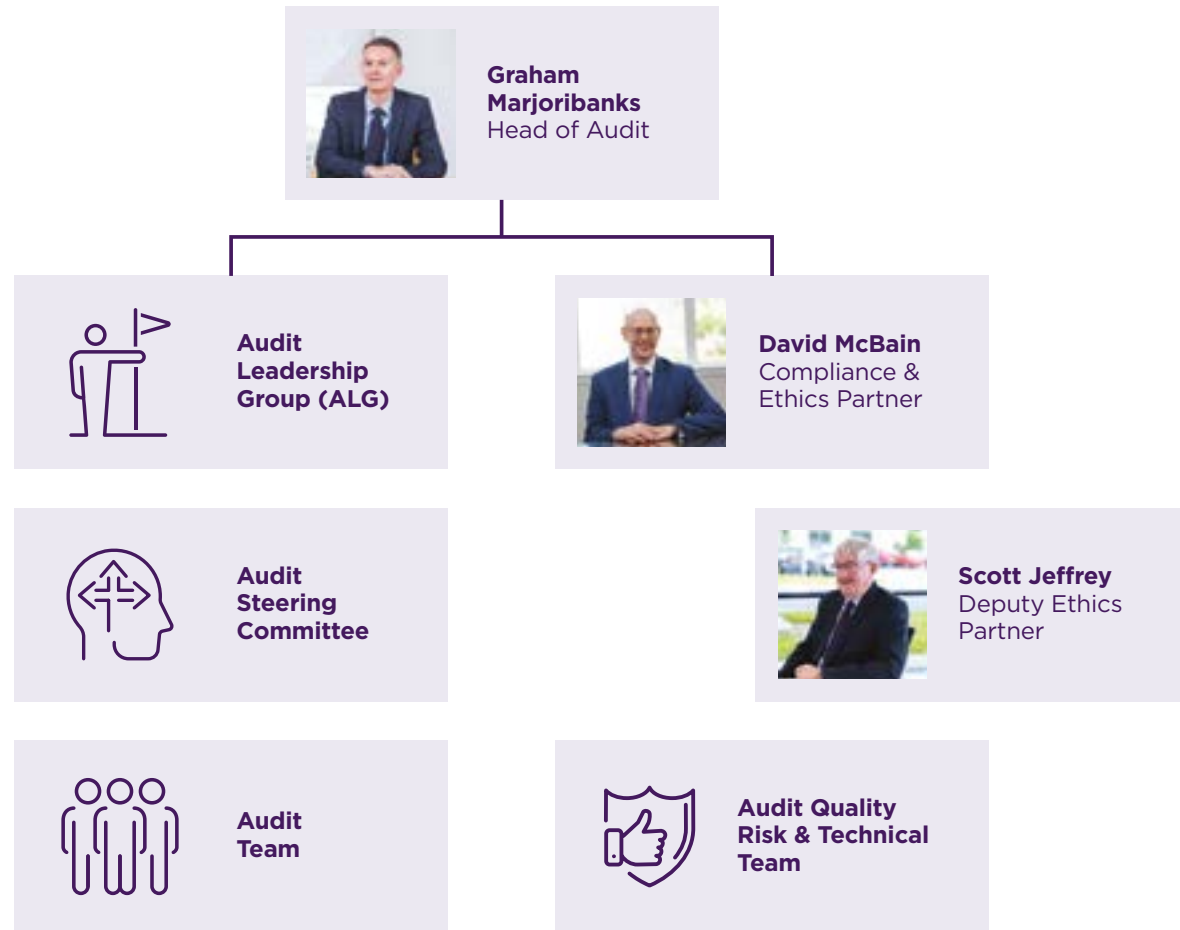 Graham
Marjoribanks
Head of Audit
Audit
Leadership
Group (ALG)
David McBain
Compliance &
Ethics Partner
Audit
Steering
Committee
Scott Jeffrey
Deputy Ethics
Partner
Audit
Team
Audit Quality
Risk & Technical
Team